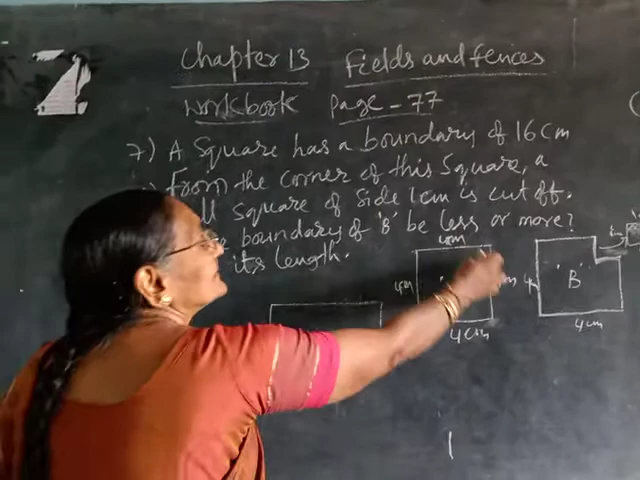 Chapter 13 Fields and fences
Workbook Page - 77
7) A Square has a boundary of 16 cm
From the corner of this Square, a
Square of Side 1cm is cut off.
boundary of 'B' be less or more?
its length.
4cm
4cm
4cm
'B'
4cm